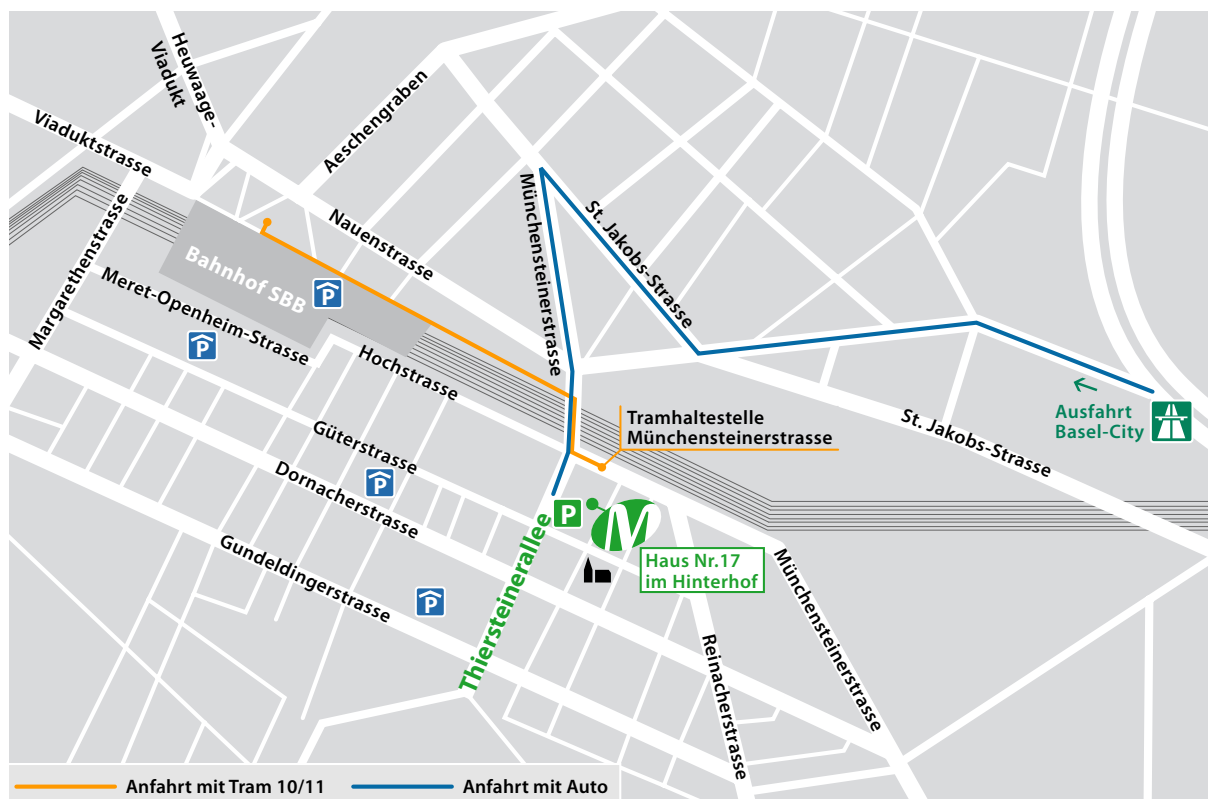 Heuwaage-
Viadukt
Viaduktstrasse
Aeschengraben
Margarethenstrasse
Bahnhof SBB
P
Nauenstrasse
Münchensteinerstrasse
St. Jakobs-Strasse
Meret-Openheim-Strasse
P
Hochstrasse
Ausfahrt
Basel-City
St. Jakobs-Strasse
Tramhaltestelle
Münchensteinerstrasse
Güterstrasse
P
Dornacherstrasse
Gundeldingerstrasse
P
Thiersteinerallee
P
M
Haus Nr.17
im Hinterhof
Reinacherstrasse
Münchensteinerstrasse
Anfahrt mit Tram 10/11
Anfahrt mit Auto